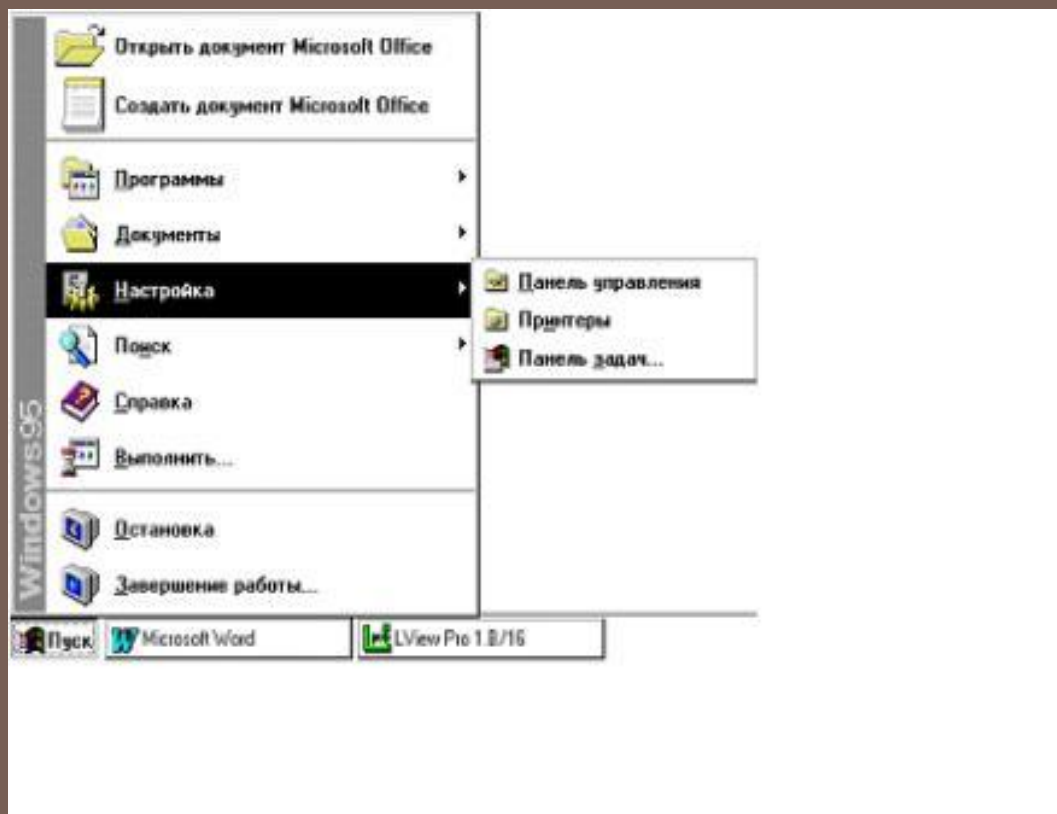 Открыть документ Microsoft Office
Создать документ Microsoft Office
Программы
Документы
Настройка
Панель управления
Принтеры
Панель задач...
Поиск
Справка
Выполнить...
Остановка
Завершение работы...
Windows95
Пуск
Microsoft Word
LView Pro 1.B/16